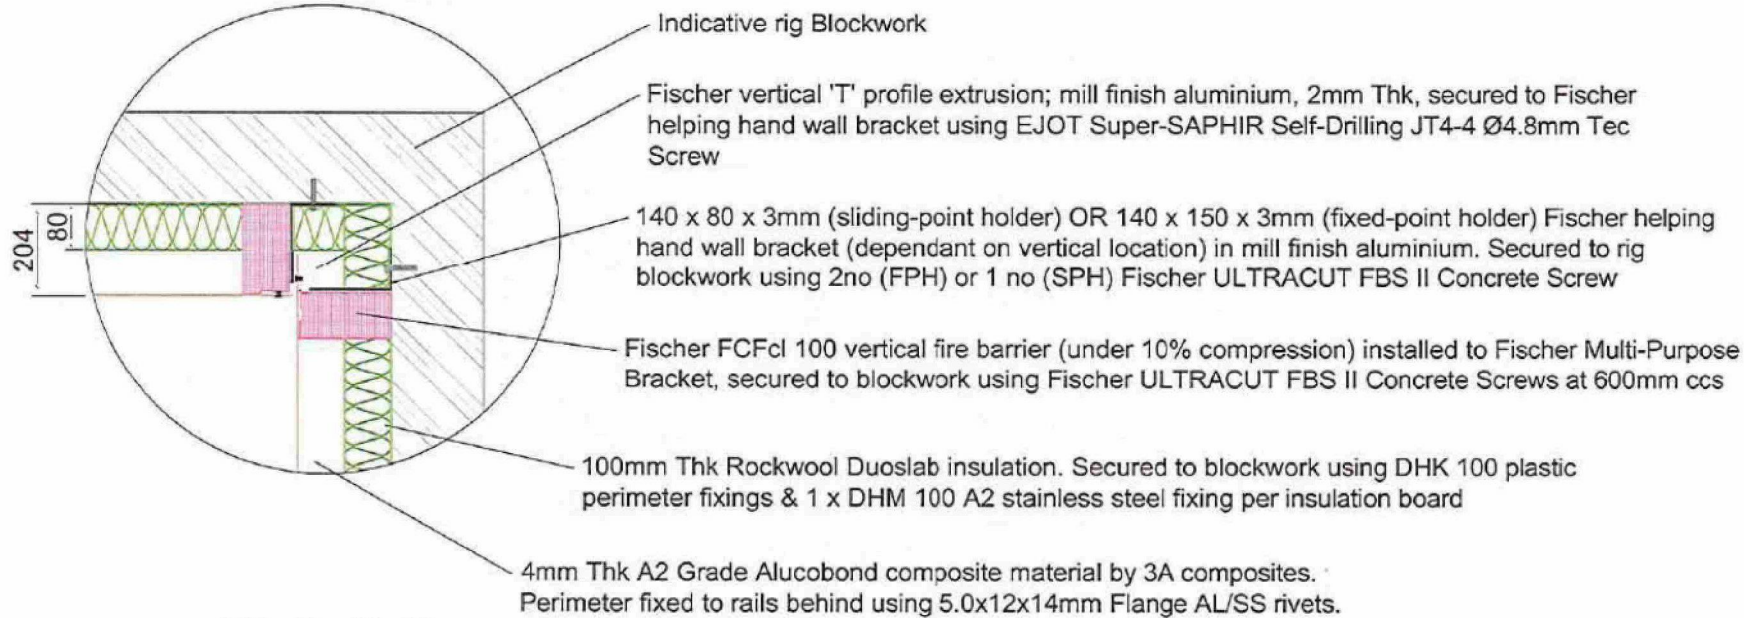 Indicative rig Blockwork
Fischer vertical 'T' profile extrusion; mill finish aluminium, 2mm Thk, secured to Fischer
helping hand wall bracket using EJOT Super-SAPHIR Self-Drilling JT4-4 Ø4.8mm Tec
Screw
140 x 80 x 3mm (sliding-point holder) OR 140 x 150 x 3mm (fixed-point holder) Fischer helping
hand wall bracket (dependant on vertical location) in mill finish aluminium. Secured to rig
blockwork using 2no (FPH) or 1 no (SPH) Fischer ULTRACUT FBS II Concrete Screw
204
80
Fischer FCFcl 100 vertical fire barrier (under 10% compression) installed to Fischer Multi-Purpose
Bracket, secured to blockwork using Fischer ULTRACUT FBS II Concrete Screws at 600mm ccs
100mm Thk Rockwool Duoslab insulation. Secured to blockwork using DHK 100 plastic
perimeter fixings & 1 x DHM 100 A2 stainless steel fixing per insulation board
4mm Thk A2 Grade Alucobond composite material by 3A composites.
Perimeter fixed to rails behind using 5.0x12x14mm Flange AL/SS rivets.